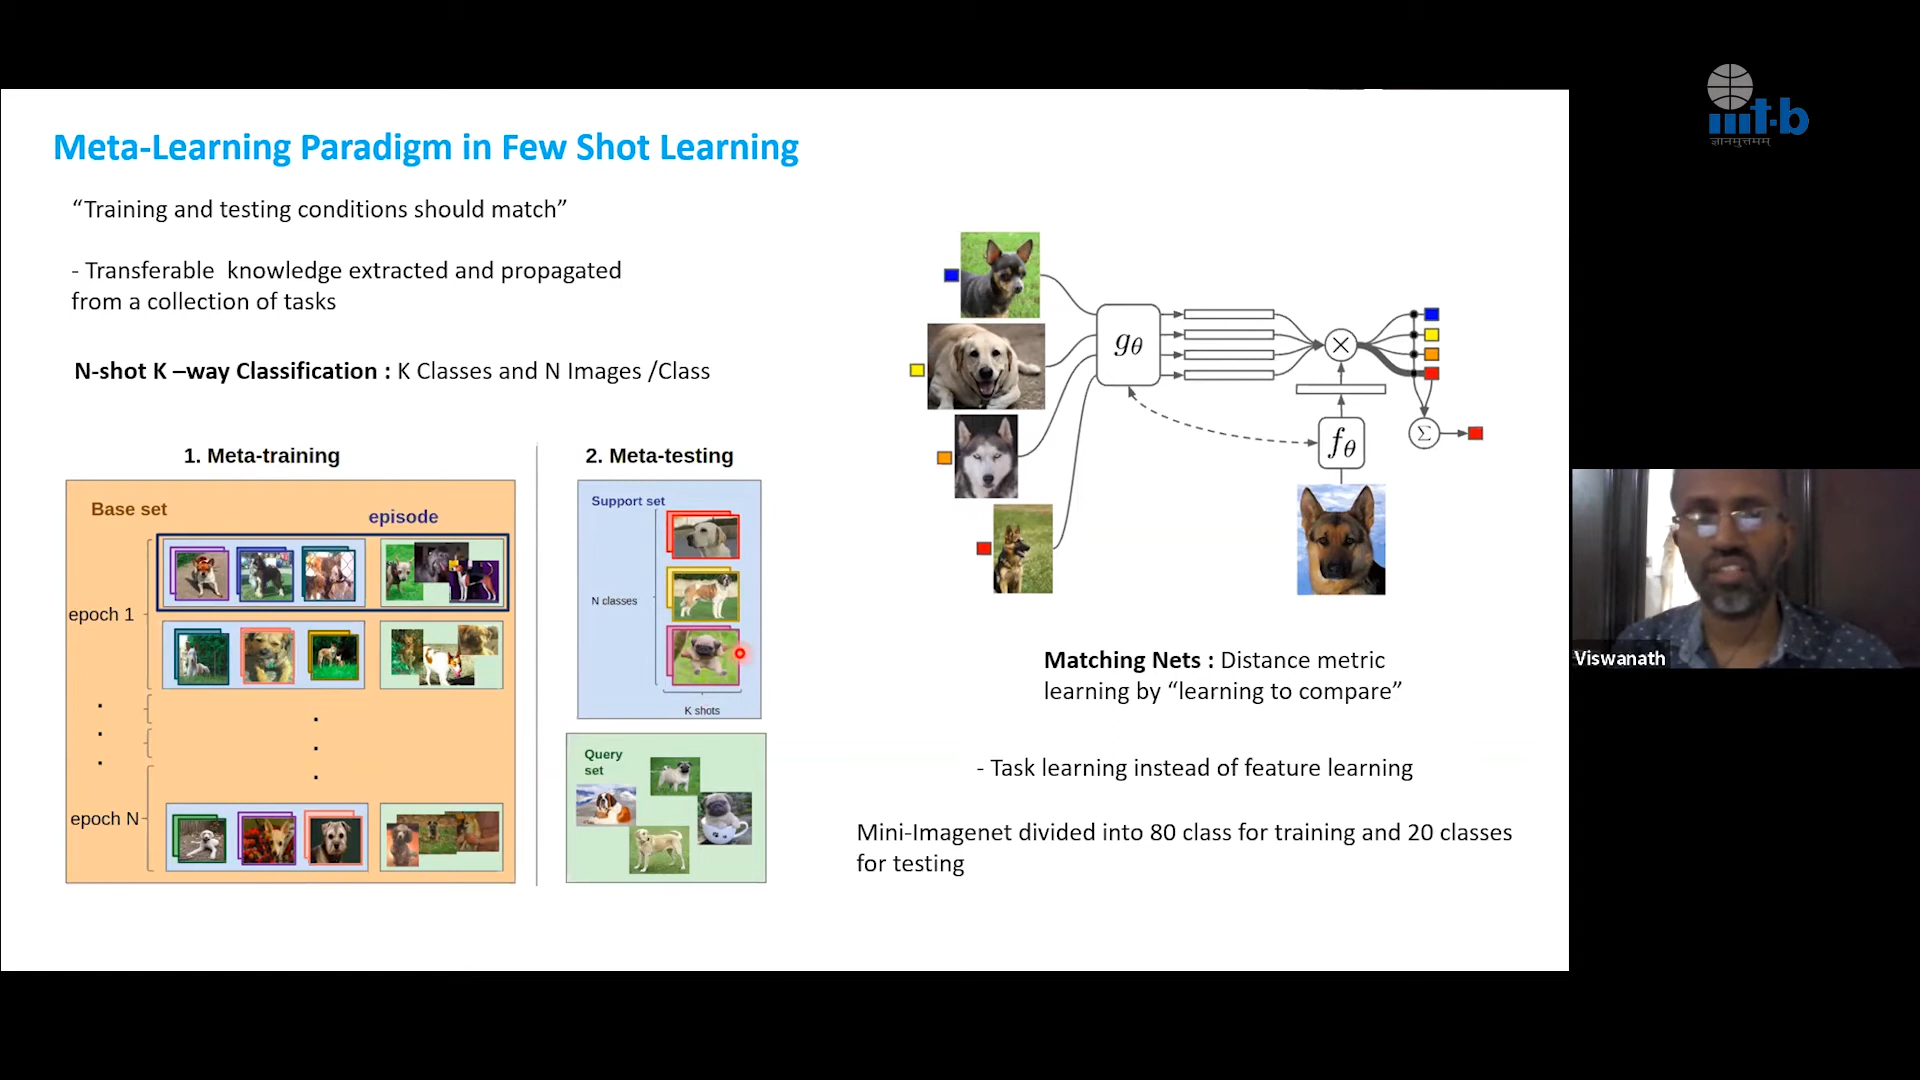 iiit-b
ज्ञानमुत्तमम्
Meta-Learning Paradigm in Few Shot Learning
“Training and testing conditions should match”
- Transferable knowledge extracted and propagated
from a collection of tasks
N-shot K –way Classification : K Classes and N Images /Class
1. Meta-training
Base set
episode
epoch 1
epoch N
2. Meta-testing
Support set
N classes
K shots
Query
set
gθ
fθ
Σ
Matching Nets : Distance metric
learning by “learning to compare”
- Task learning instead of feature learning
Mini-Imagenet divided into 80 class for training and 20 classes
for testing
Viswanath